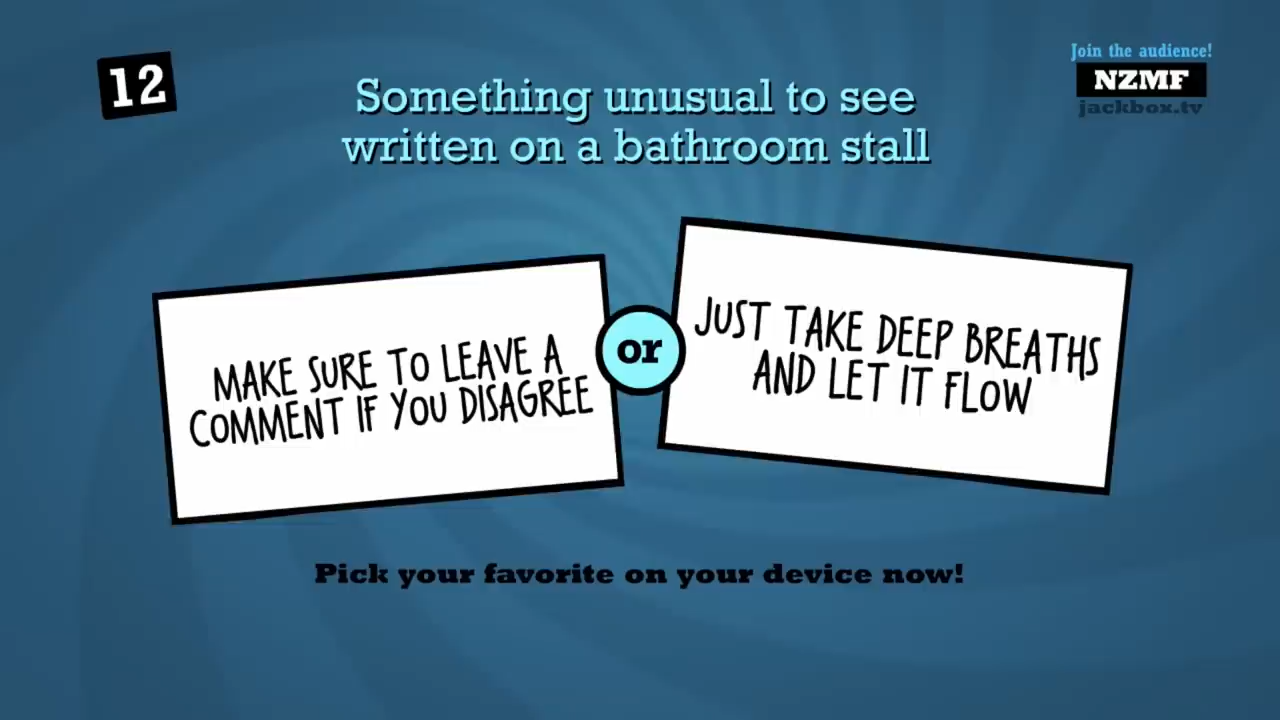 12
Join the audience!
NZMF
jackbox.tv
Something unusual to see
written on a bathroom stall
MAKE SURE TO LEAVE A
COMMENT IF YOU DISAGREE
or
JUST TAKE DEEP BREATHS
AND LET IT FLOW
Pick your favorite on your device now!